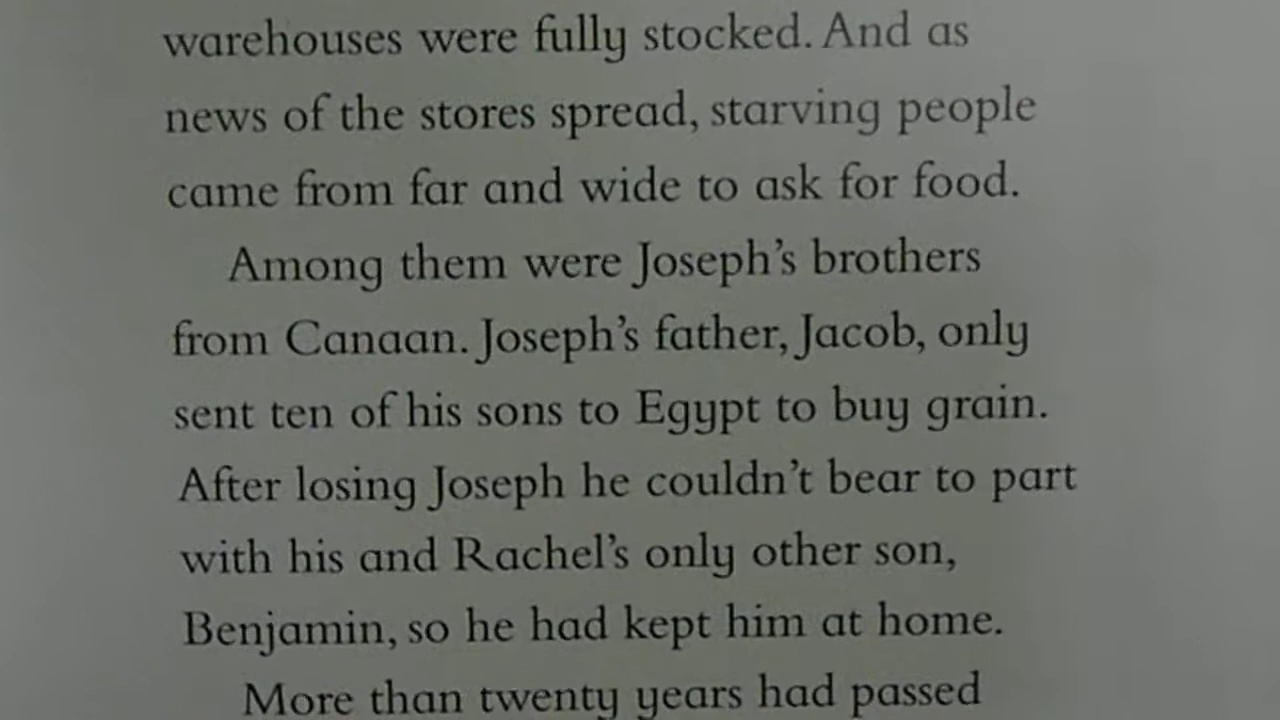 warehouses were fully stocked. And as
news of the stores spread, starving people
came from far and wide to ask for food.
Among them were Joseph's brothers
from Canaan. Joseph's father, Jacob, only
sent ten of his sons to Egypt to buy grain.
After losing Joseph he couldn't bear to part
with his and Rachel's only other son,
Benjamin, so he had kept him at home.
More than twenty years had passed